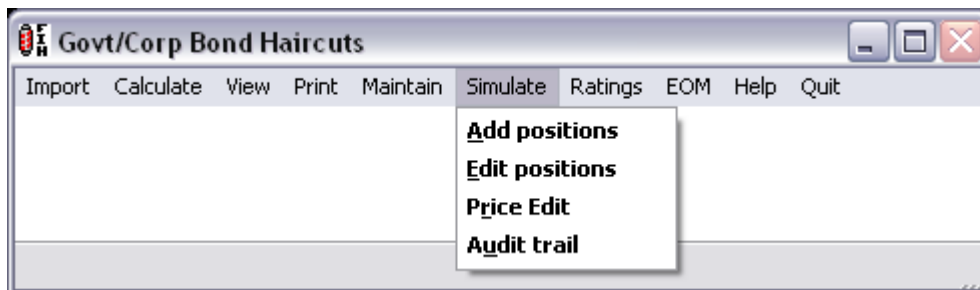 FIH Govt/Corp Bond Haircuts
Import Calculate View Print Maintain Simulate Ratings EOM Help Quit
Add positions
Edit positions
Price Edit
Audit trail